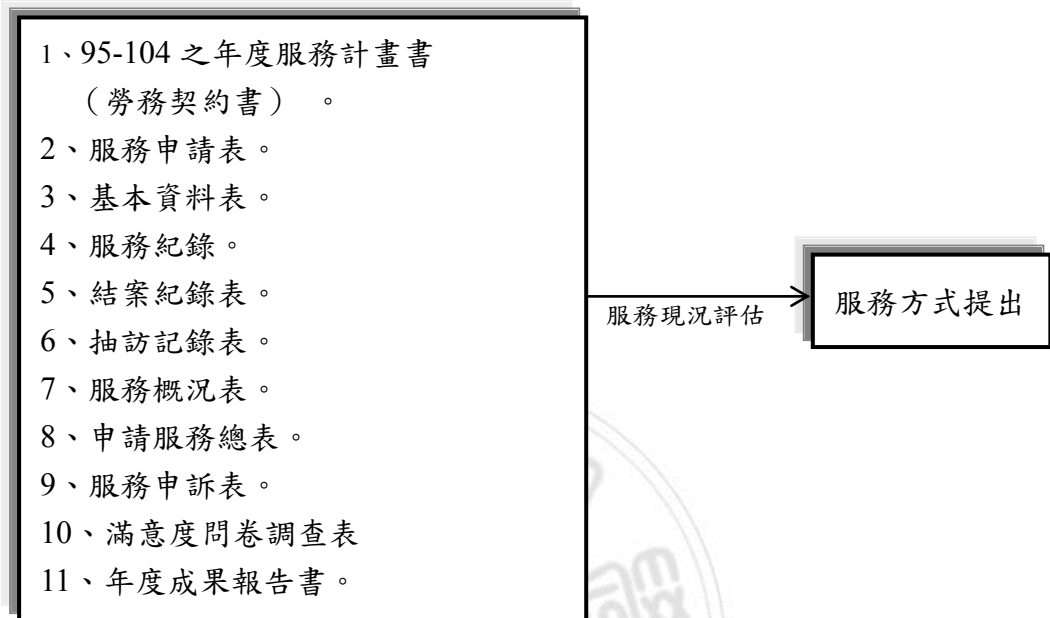 1、95-104 之年度服務計畫書
（勞務契約書） 。
2、服務申請表。
3、基本資料表。
4、服務紀錄。
5、結案紀錄表。
6、抽訪記錄表。
7、服務概況表。
8、申請服務總表。
9、服務申訴表。
10、滿意度問卷調查表
11、年度成果報告書。
服務現況評估
服務方式提出